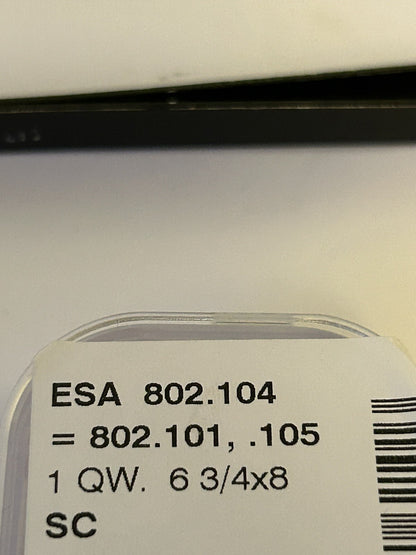 ESA 802.104
= 802.101, .105
1 QW. 6 3/4x8
SC